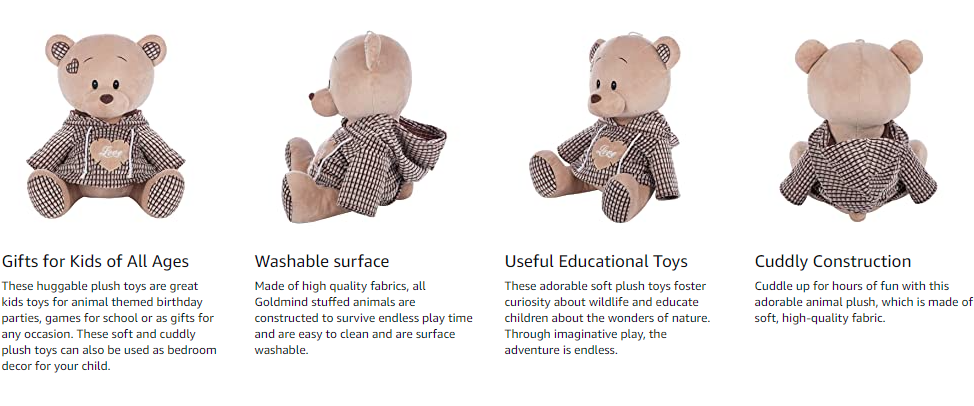 Love
Love
Gifts for Kids of All Ages
These huggable plush toys are great
kids toys for animal themed birthday
parties, games for school or as gifts for
any occasion. These soft and cuddly
plush toys can also be used as bedroom
decor for your child.
Washable surface
Made of high quality fabrics, all
Goldmind stuffed animals are
constructed to survive endless play time
and are easy to clean and are surface
washable.
Useful Educational Toys
These adorable soft plush toys foster
curiosity about wildlife and educate
children about the wonders of nature.
Through imaginative play, the
adventure is endless.
Cuddly Construction
Cuddle up for hours of fun with this
adorable animal plush, which is made of
soft, high-quality fabric.